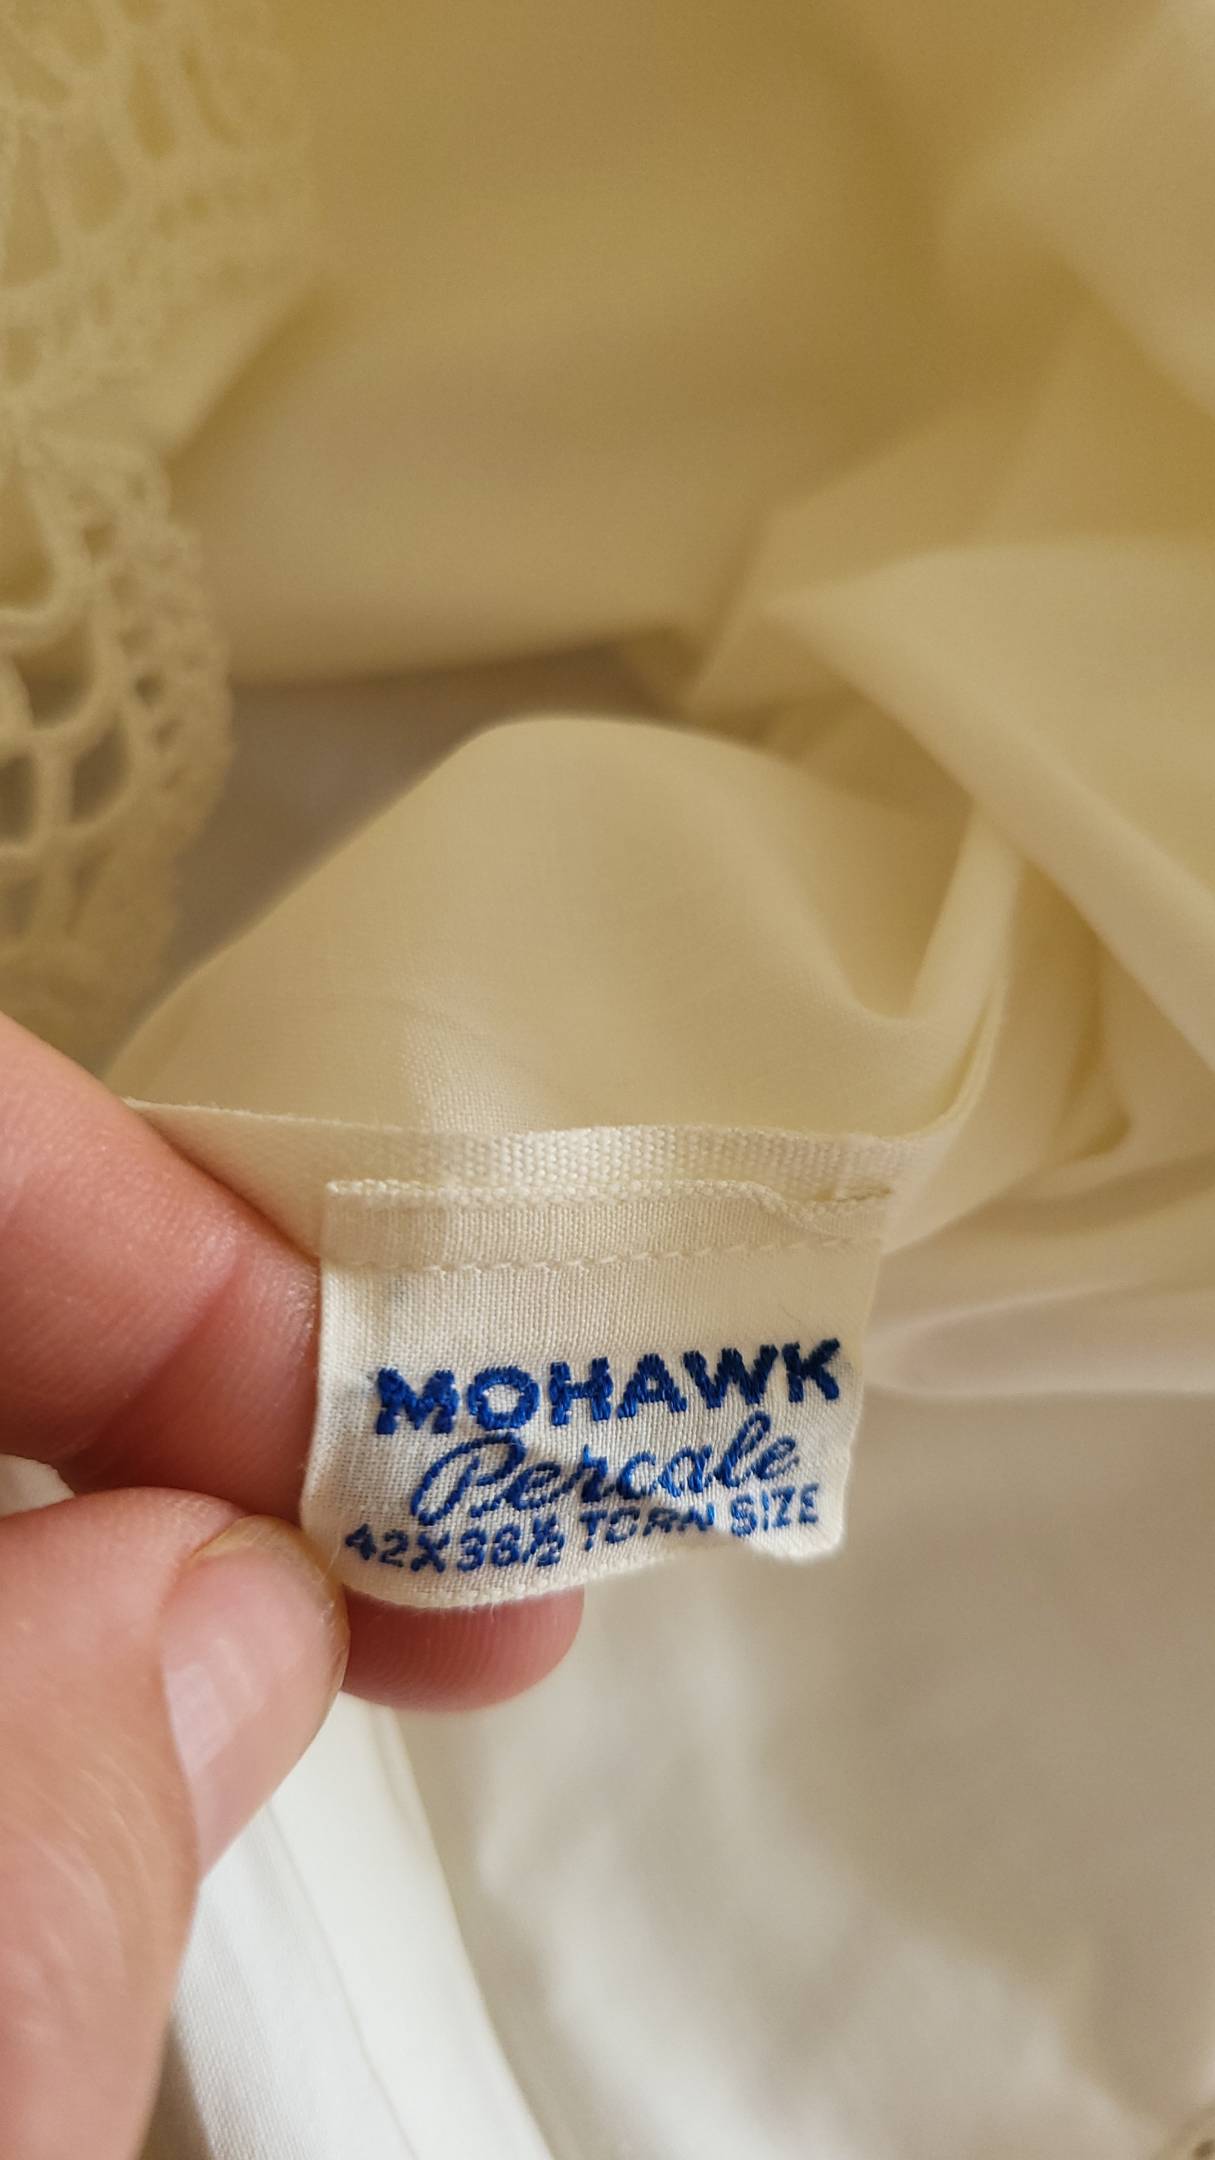 MOHAWK
Percale
42X38½ TORN SIZE